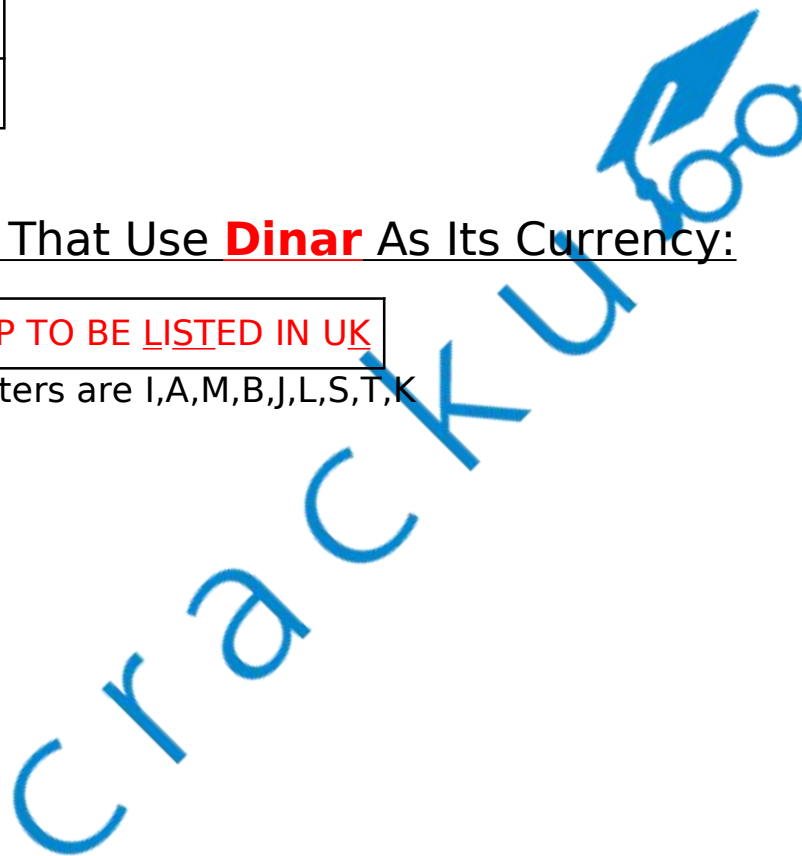 That Use Dinar As Its Currency:
P TO BE LISTED IN UK
ters are I,A,M,B,J,L,S,T,K
cracku